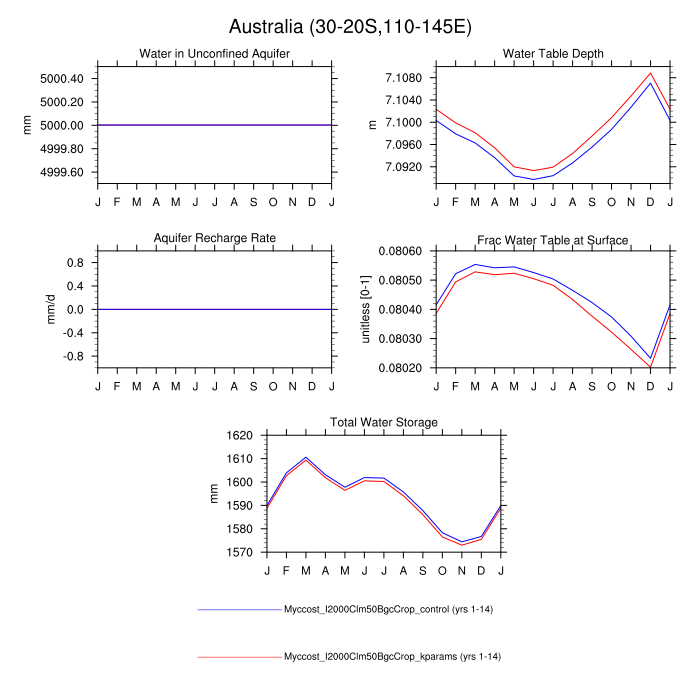 Australia (30-20S,110-145E)
Water in Unconfined Aquifer
5000.40
5000.20
5000.00
4999.80
4999.60
mm
J F M A M J J A S O N D J
Water Table Depth
7.1080
7.1040
7.1000
7.0960
7.0920
m
J F M A M J J A S O N D J
Aquifer Recharge Rate
0.8
0.4
0.0
-0.4
-0.8
mm/d
J F M A M J J A S O N D J
Frac Water Table at Surface
0.08060
0.08050
0.08040
0.08030
0.08020
unitless [0-1]
J F M A M J J A S O N D J
Total Water Storage
1620
1610
1600
1590
1580
1570
mm
J F M A M J J A S O N D J
Myccost_I2000Clm50BgcCrop_control (yrs 1-14)
Myccost_I2000Clm50BgcCrop_kparams (yrs 1-14)